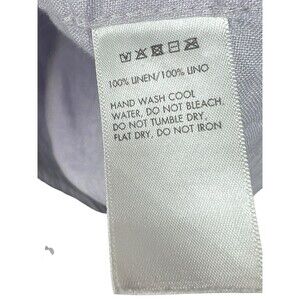 100% LINEN/100% LINO
HAND WASH COOL
WATER, DO NOT BLEACH.
DO NOT TUMBLE DRY,
FLAT DRY, DO NOT IRON